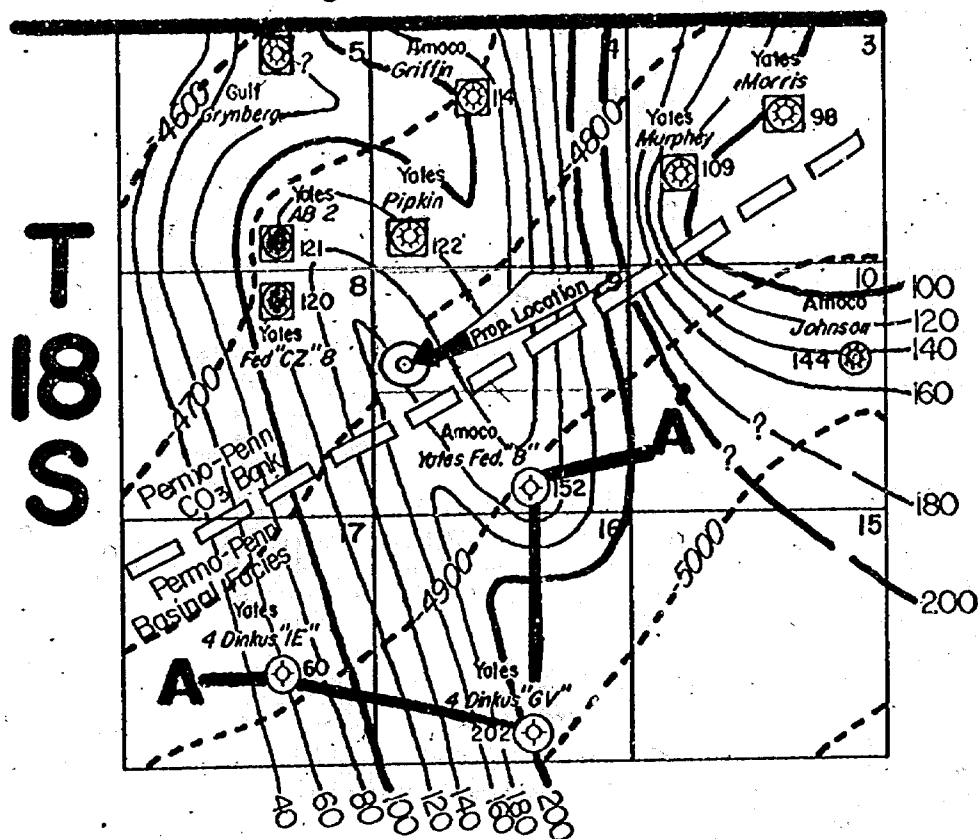 T
18
S
5
4
3
?
Gulf
Grynberg
Amoco
Griffin
114
Yates
Morris
98
Yates
Murphey
109
4600
4800
Yates
AB 2
121
Yates
Pipkin
122'
8
9
10
120
Yates
Fed "CZ" 8
Prop. Location
Amoco
Johnson
144
100
120
140
160
180
200
4700
Permo-Penn
CO3 Bank
Permo-Penn
Basinal Facies
Amoco
Yates Fed. "B"
152
A
?
?
17
16
15
4900
5000
Yates
4 Dinkus "IE"
60
A
Yates
4 Dinkus "GV"
202
40
60
80
100
120
140
160
180
200